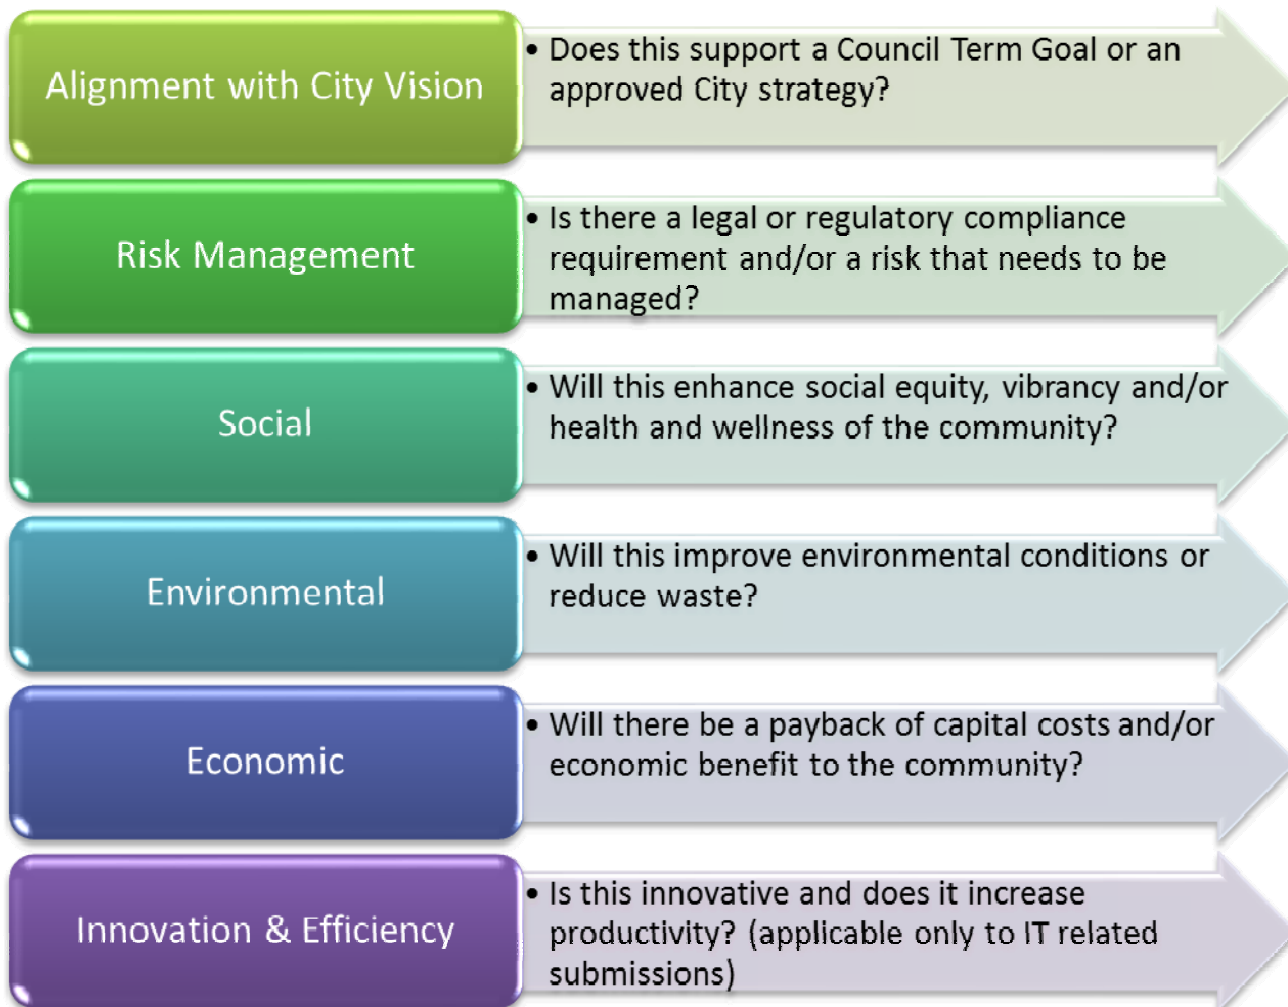 Alignment with City Vision
• Does this support a Council Term Goal or an
approved City strategy?
Risk Management
• Is there a legal or regulatory compliance
requirement and/or a risk that needs to be
managed?
Social
• Will this enhance social equity, vibrancy and/or
health and wellness of the community?
Environmental
• Will this improve environmental conditions or
reduce waste?
Economic
• Will there be a payback of capital costs and/or
economic benefit to the community?
Innovation & Efficiency
• Is this innovative and does it increase
productivity? (applicable only to IT related
submissions)